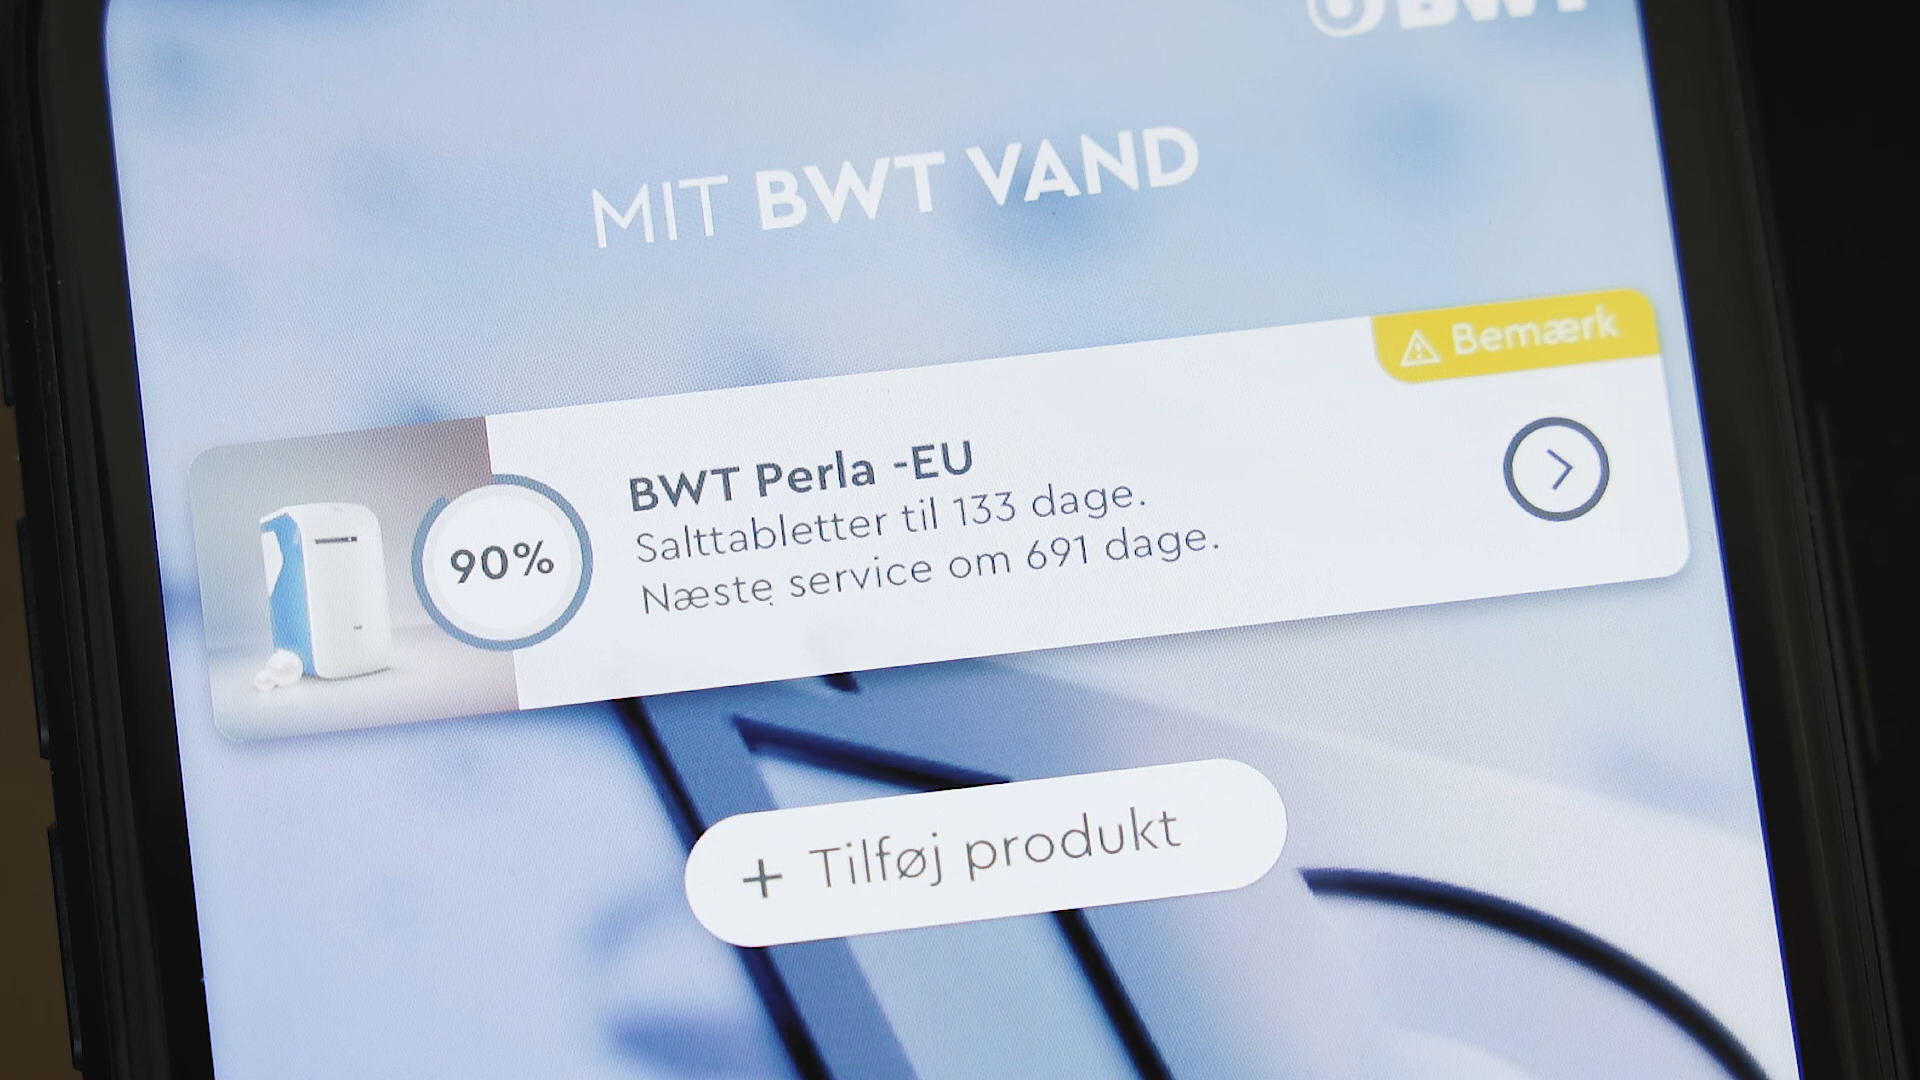 BWT
MIT BWT VAND
Bemærk
BWT Perla -EU
Salttabletter til 133 dage.
Næste service om 691 dage.
90%
+ Tilføj produkt